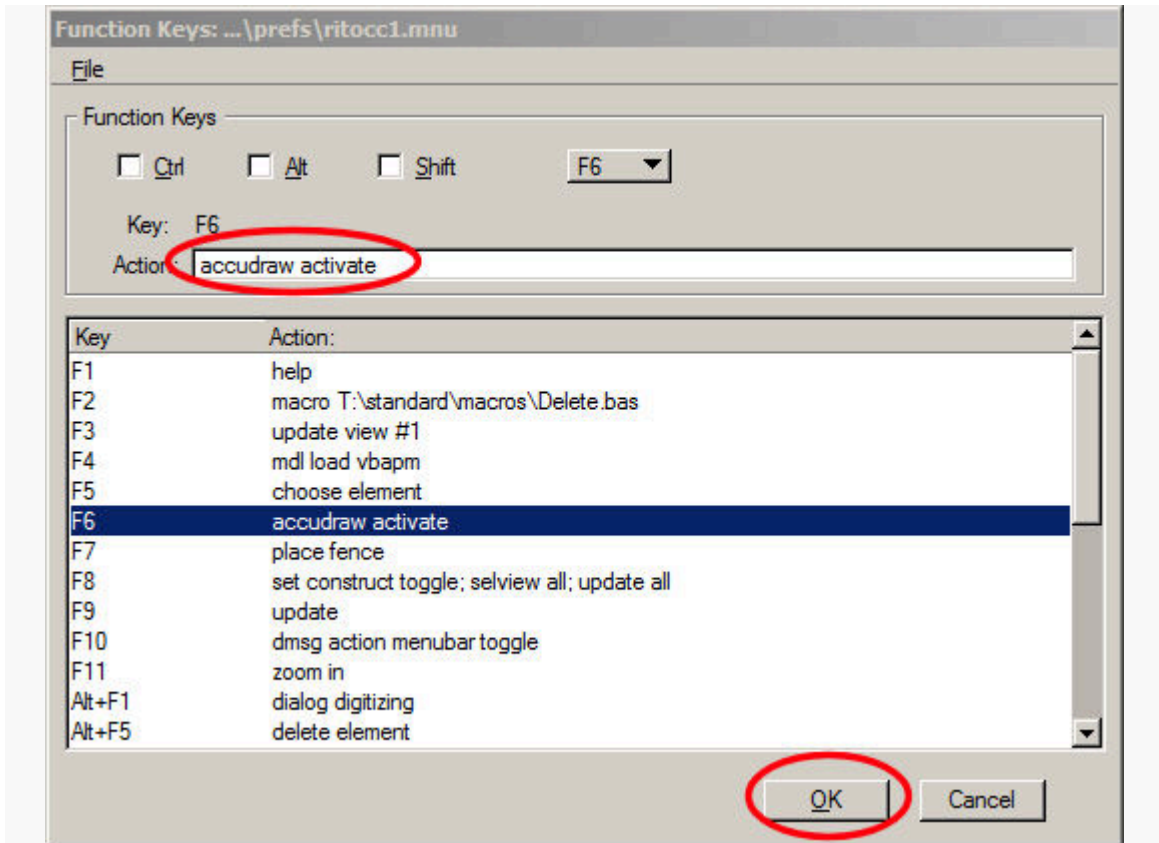 Function Keys: ...\prefs\ritocc1.mnu
File
Function Keys
Ctrl Alt Shift F6
Key: F6
Action: accudraw activate
Key Action:
F1 help
F2 macro T:\standard\macros\Delete.bas
F3 update view #1
F4 mdl load vbapm
F5 choose element
F6 accudraw activate
F7 place fence
F8 set construct toggle; selview all; update all
F9 update
F10 dmsg action menubar toggle
F11 zoom in
Alt+F1 dialog digitizing
Alt+F5 delete element
OK Cancel